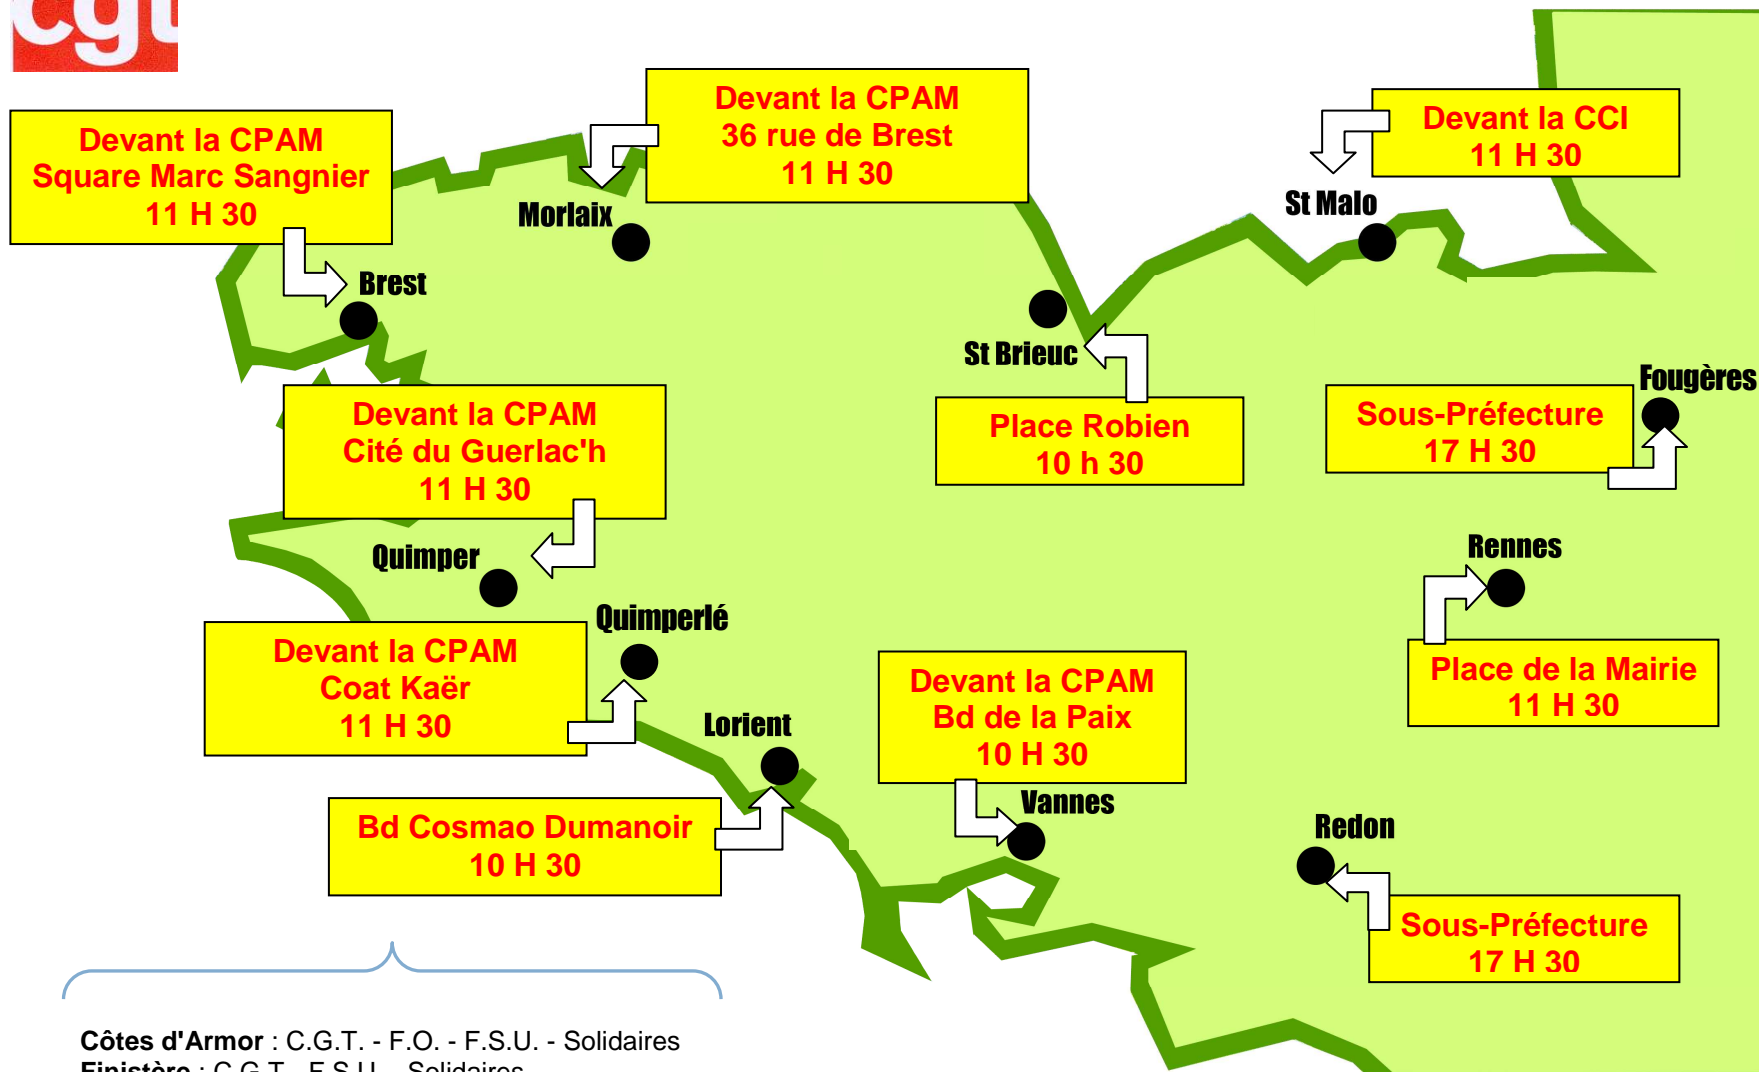 cgt
Devant la CPAM
Square Marc Sangnier
11 H 30
Brest
Devant la CPAM
36 rue de Brest
11 H 30
Morlaix
Devant la CCI
11 H 30
St Malo
St Brieuc
Place Robien
10 h 30
Fougères
Sous-Préfecture
17 H 30
Devant la CPAM
Cité du Guerlac'h
11 H 30
Quimper
Rennes
Place de la Mairie
11 H 30
Quimperlé
Devant la CPAM
Coat Kaër
11 H 30
Lorient
Bd Cosmao Dumanoir
10 H 30
Devant la CPAM
Bd de la Paix
10 H 30
Vannes
Redon
Sous-Préfecture
17 H 30
Côtes d'Armor : C.G.T. - F.O. - F.S.U. - Solidaires
Finistère : C.G.T - F.S.U. - Solidaires